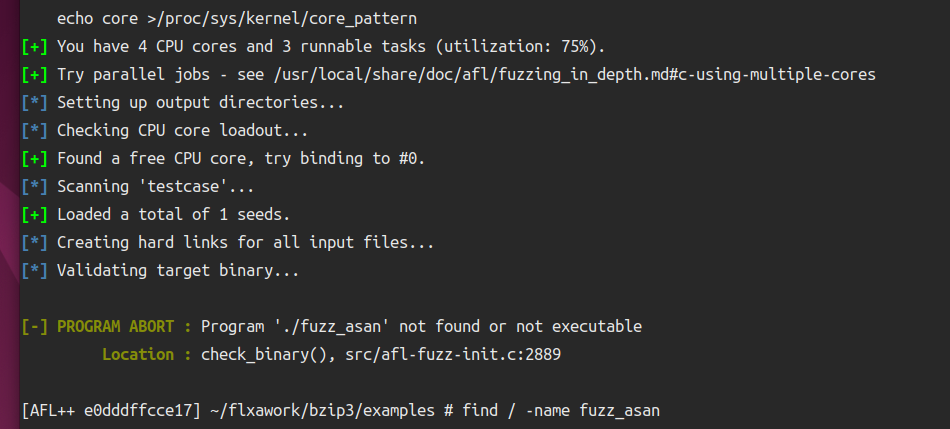 echo core >/proc/sys/kernel/core_pattern
[+] You have 4 CPU cores and 3 runnable tasks (utilization: 75%).
[+] Try parallel jobs - see /usr/local/share/doc/afl/fuzzing_in_depth.md#c-using-multiple-cores
[*] Setting up output directories...
[*] Checking CPU core loadout...
[+] Found a free CPU core, try binding to #0.
[*] Scanning 'testcase'...
[+] Loaded a total of 1 seeds.
[*] Creating hard links for all input files...
[*] Validating target binary...
[-] PROGRAM ABORT : Program './fuzz_asan' not found or not executable
Location : check_binary(), src/afl-fuzz-init.c:2889
[AFL++ e0dddffcce17] ~/flxawork/bzip3/examples # find / -name fuzz_asan